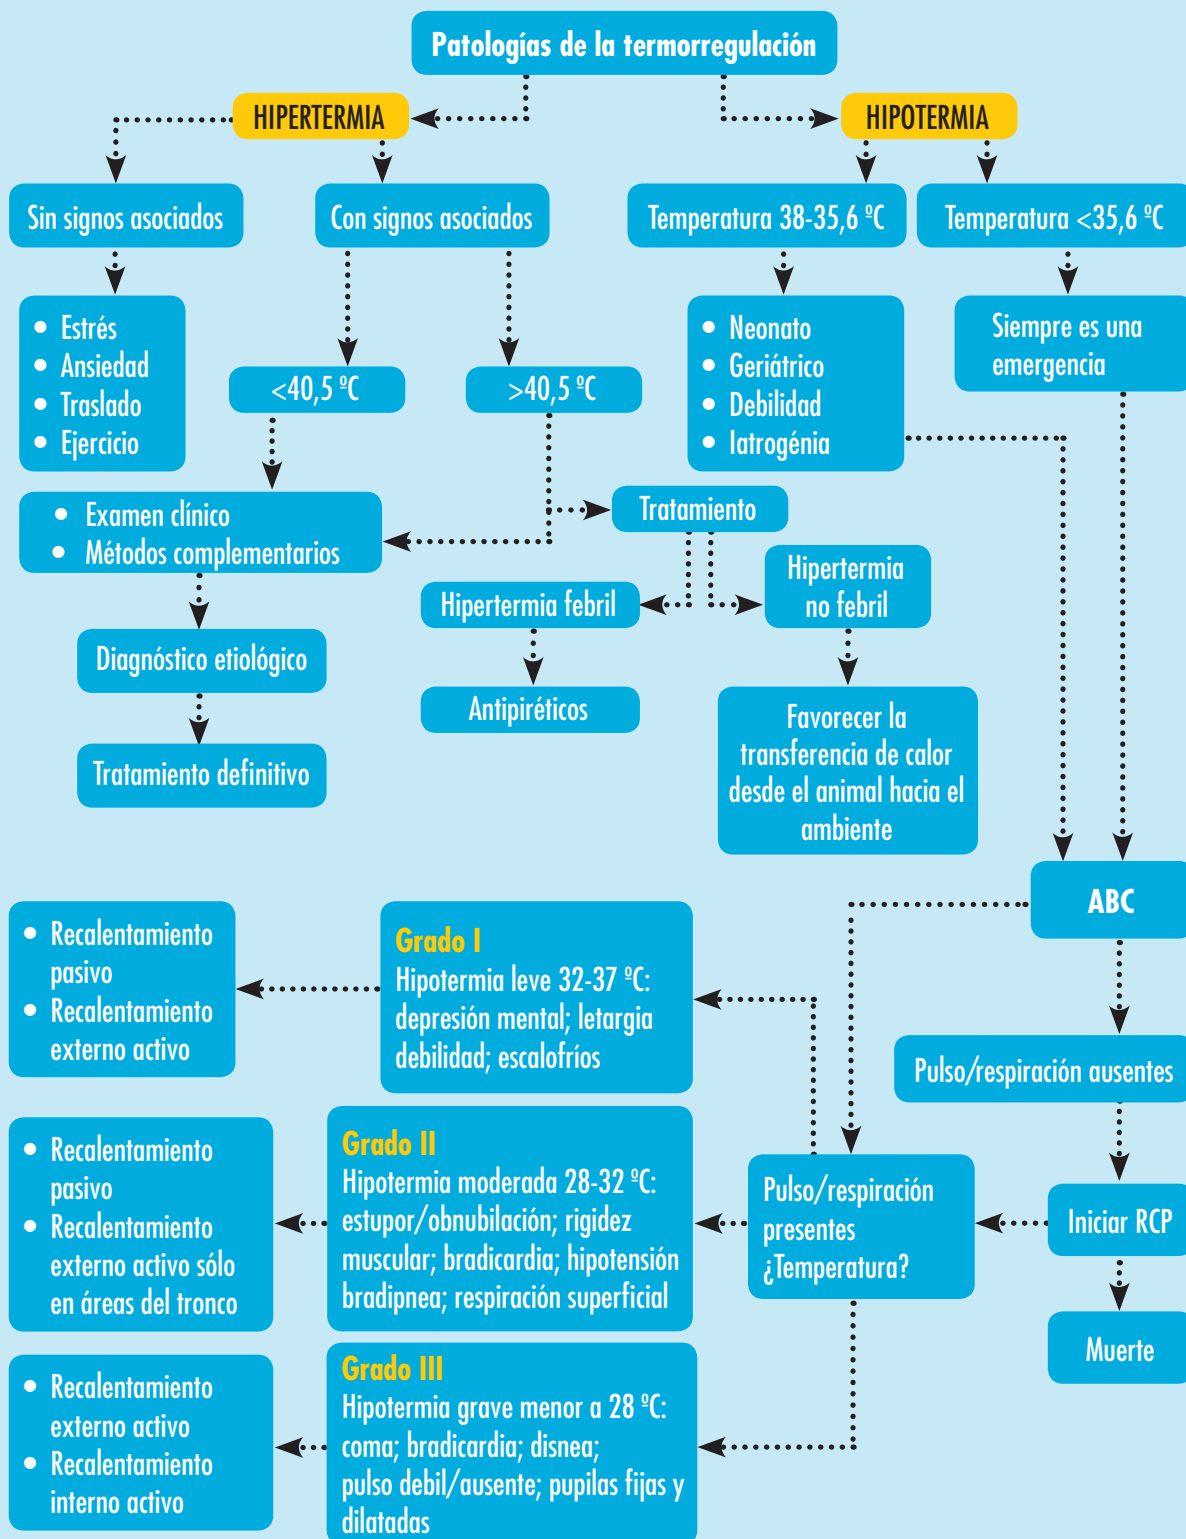 Patologías de la termorregulación
HIPERTERMIA
HIPOTERMIA
Sin signos asociados
Con signos asociados
Temperatura 38-35,6 ºC
Temperatura <35,6 ºC
• Estrés
• Ansiedad
• Traslado
• Ejercicio
<40,5 ºC
>40,5 ºC
• Neonato
• Geriátrico
• Debilidad
• Iatrogénia
Siempre es una
emergencia
• Examen clínico
• Métodos complementarios
Tratamiento
Hipertermia febril
Hipertermia
no febril
Diagnóstico etiológico
Antipiréticos
Favorecer la
transferencia de calor
desde el animal hacia el
ambiente
Tratamiento definitivo
ABC
• Recalentamiento
pasivo
• Recalentamiento
externo activo
Grado I
Hipotermia leve 32-37 ºC:
depresión mental; letargia
debilidad; escalofríos
Pulso/respiración ausentes
• Recalentamiento
pasivo
• Recalentamiento
externo activo sólo
en áreas del tronco
Grado II
Hipotermia moderada 28-32 ºC:
estupor/obnubilación; rigidez
muscular; bradicardia; hipotensión
bradipnea; respiración superficial
Pulso/respiración
presentes
¿Temperatura?
Iniciar RCP
Muerte
• Recalentamiento
externo activo
• Recalentamiento
interno activo
Grado III
Hipotermia grave menor a 28 ºC:
coma; bradicardia; disnea;
pulso debil/ausente; pupilas fijas y
dilatadas